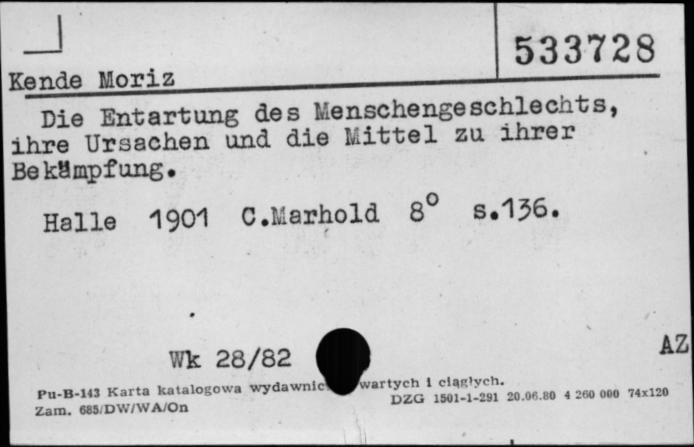 533728
Kende Moriz
Die Entartung des Menschengeschlechts,
ihre Ursachen und die Mittel zu ihrer
Bekämpfung.
Halle 1901 C.Marhold 8° s.136.
Wk 28/82
AZ
Pu-B-143 Karta katalogowa wydawnic wartych i ciągłych.
Zam. 685/DW/WA/On DZG 1501-1-291 20.06.80 4 260 000 74x120